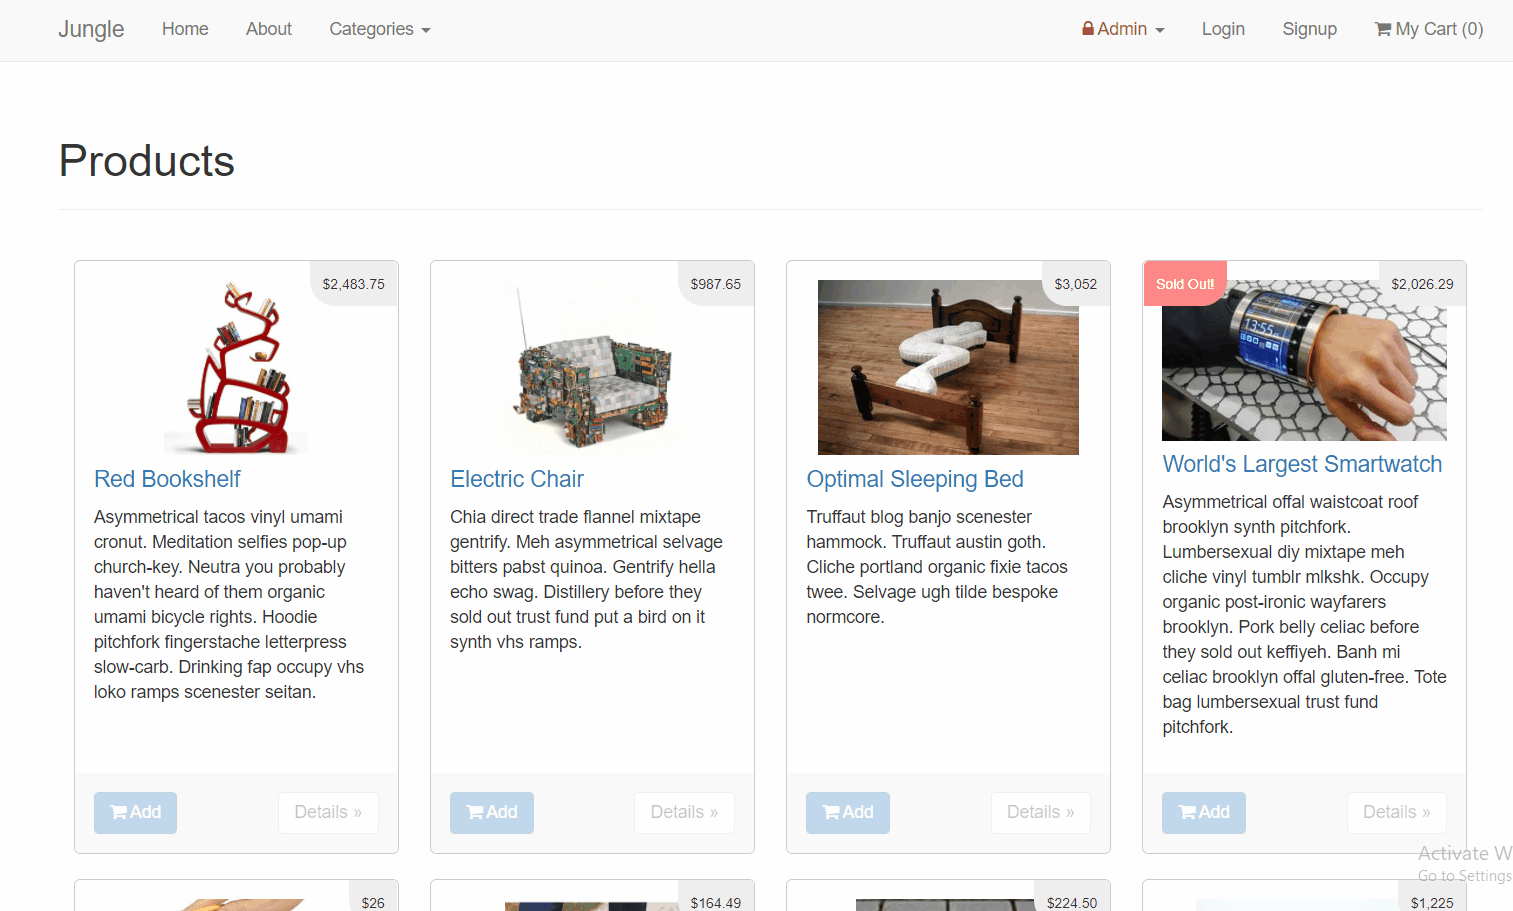 Jungle Home About Categories Admin Login Signup My Cart (0)
Products
$2,483.75
Red Bookshelf
Asymmetrical tacos vinyl umami
cronut. Meditation selfies pop-up
church-key. Neutra you probably
haven't heard of them organic
umami bicycle rights. Hoodie
pitchfork fingerstache letterpress
slow-carb. Drinking fap occupy vhs
loko ramps scenester seitan.
Add Details »
$987.65
Electric Chair
Chia direct trade flannel mixtape
gentrify. Meh asymmetrical selvage
bitters pabst quinoa. Gentrify hella
echo swag. Distillery before they
sold out trust fund put a bird on it
synth vhs ramps.
Add Details »
$3,052
Optimal Sleeping Bed
Truffaut blog banjo scenester
hammock. Truffaut austin goth.
Cliche portland organic fixie tacos
twee. Selvage ugh tilde bespoke
normcore.
Add Details »
Sold Out! $2,026.29
13:55
World's Largest Smartwatch
Asymmetrical offal waistcoat roof
brooklyn synth pitchfork.
Lumbersexual diy mixtape meh
cliche vinyl tumblr mlkshk. Occupy
organic post-ironic wayfarers
brooklyn. Pork belly celiac before
they sold out keffiyeh. Banh mi
celiac brooklyn offal gluten-free. Tote
bag lumbersexual trust fund
pitchfork.
Add Details »
Activate W
Go to Settings
$26 $164.49 $224.50 $1,225